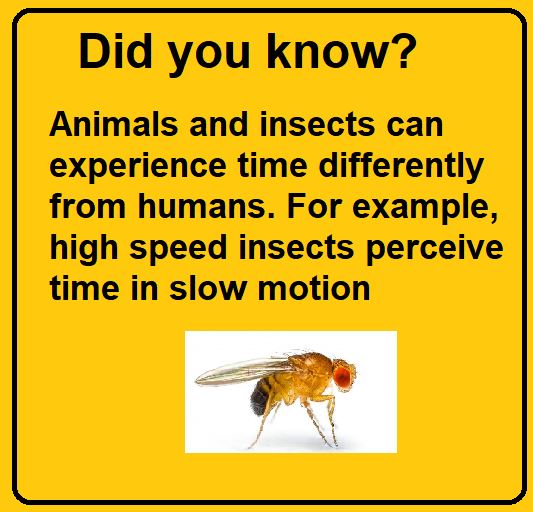 Did you know?
Animals and insects can
experience time differently
from humans. For example,
high speed insects perceive
time in slow motion